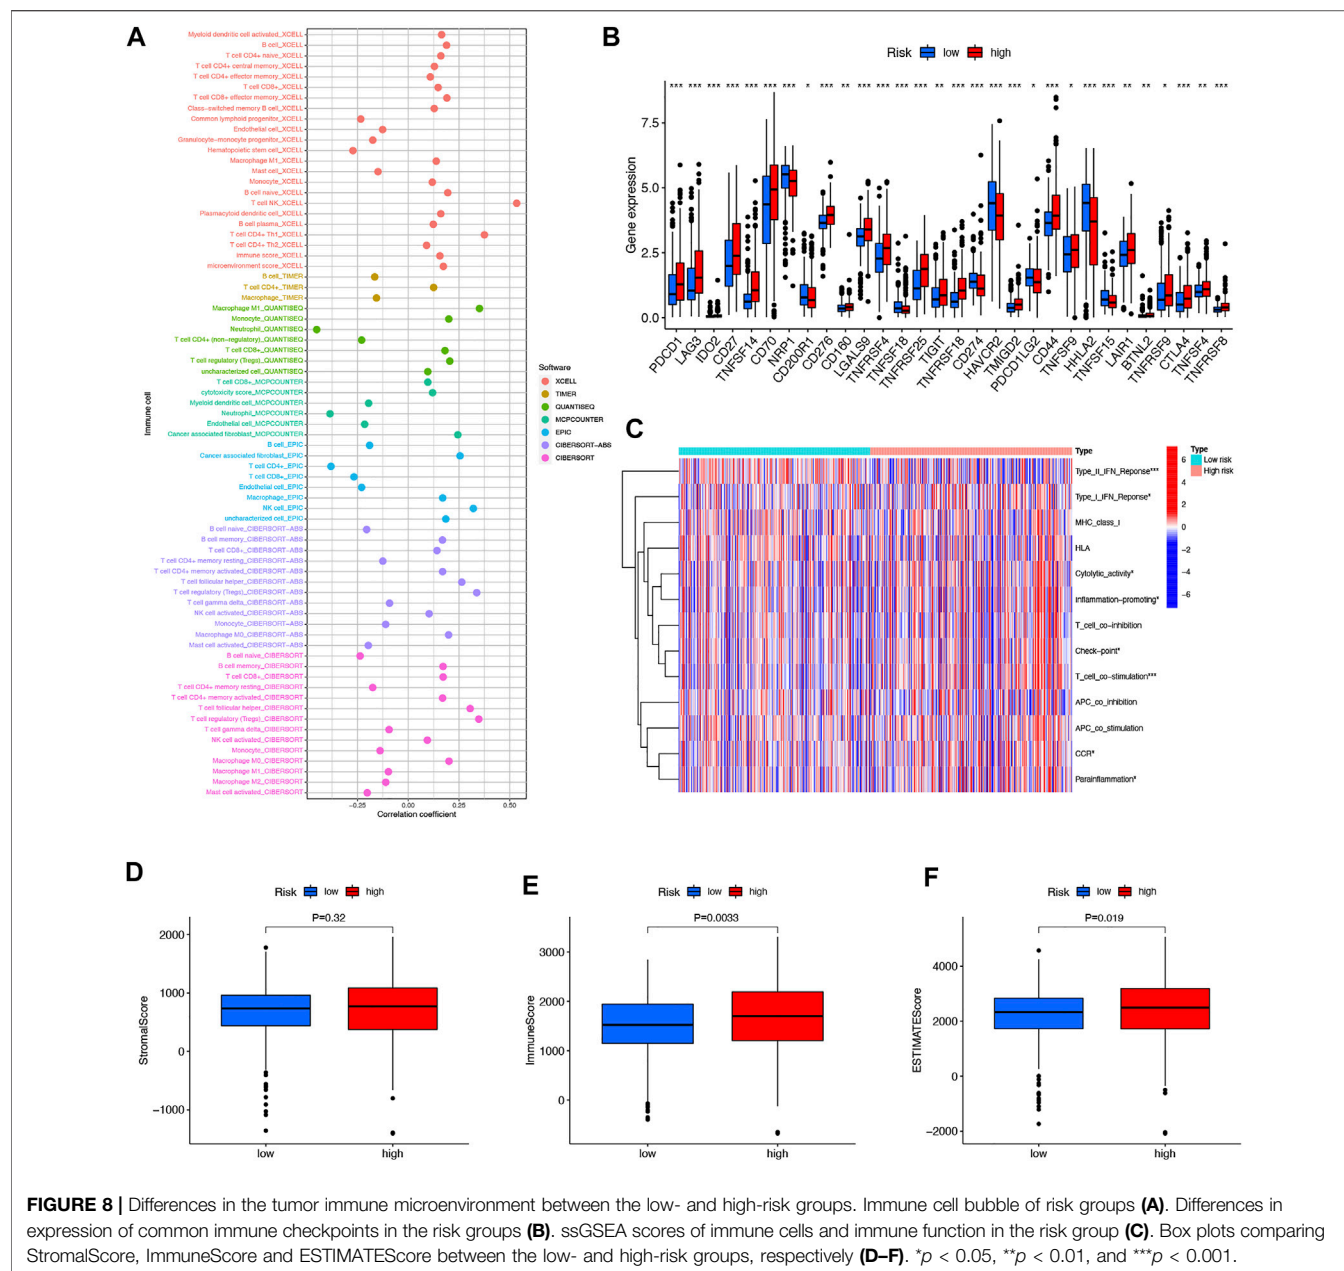 A
Myeloid dendritic cell activated_XCELL
B cell_XCELL
T cell CD4+ naive_XCELL
T cell CD4+ central memory_XCELL
T cell CD4+ effector memory_XCELL
T cell CD8+_XCELL
T cell CD8+ effector memory_XCELL
Class-switched memory B cell_XCELL
Common lymphoid progenitor_XCELL
Endothelial cell_XCELL
Granulocyte-monocyte progenitor_XCELL
Hematopoietic stem cell_XCELL
Macrophage M1_XCELL
Mast cell_XCELL
Monocyte_XCELL
B cell naive_XCELL
T cell NK_XCELL
Plasmacytoid dendritic cell_XCELL
B cell plasma_XCELL
T cell CD4+ Th1_XCELL
T cell CD4+ Th2_XCELL
immune score_XCELL
microenvironment score_XCELL
B cell_TIMER
T cell CD4+_TIMER
Macrophage_TIMER
Macrophage M1_QUANTISEQ
Monocyte_QUANTISEQ
Neutrophil_QUANTISEQ
T cell CD4+ (non-regulatory)_QUANTISEQ
T cell CD8+_QUANTISEQ
T cell regulatory (Tregs)_QUANTISEQ
uncharacterized cell_QUANTISEQ
T cell CD8+_MCPCOUNTER
cytotoxicity score_MCPCOUNTER
Myeloid dendritic cell_MCPCOUNTER
Neutrophil_MCPCOUNTER
Endothelial cell_MCPCOUNTER
Cancer associated fibroblast_MCPCOUNTER
B cell_EPIC
Cancer associated fibroblast_EPIC
T cell CD4+_EPIC
T cell CD8+_EPIC
Endothelial cell_EPIC
Macrophage_EPIC
NK cell_EPIC
uncharacterized cell_EPIC
B cell naive_CIBERSORT-ABS
B cell memory_CIBERSORT-ABS
T cell CD8+_CIBERSORT-ABS
T cell CD4+ memory resting_CIBERSORT-ABS
T cell CD4+ memory activated_CIBERSORT-ABS
T cell follicular helper_CIBERSORT-ABS
T cell regulatory (Tregs)_CIBERSORT-ABS
T cell gamma delta_CIBERSORT-ABS
NK cell activated_CIBERSORT-ABS
Monocyte_CIBERSORT-ABS
Macrophage M0_CIBERSORT-ABS
Mast cell activated_CIBERSORT-ABS
B cell naive_CIBERSORT
B cell memory_CIBERSORT
T cell CD8+_CIBERSORT
T cell CD4+ memory resting_CIBERSORT
T cell CD4+ memory activated_CIBERSORT
T cell follicular helper_CIBERSORT
T cell regulatory (Tregs)_CIBERSORT
T cell gamma delta_CIBERSORT
NK cell activated_CIBERSORT
Monocyte_CIBERSORT
Macrophage M0_CIBERSORT
Macrophage M1_CIBERSORT
Macrophage M2_CIBERSORT
Mast cell activated_CIBERSORT
Immune cell
-0.25 0.00 0.25 0.50
Correlation coefficient
Software
XCELL
TIMER
QUANTISEQ
MCPCOUNTER
EPIC
CIBERSORT-ABS
CIBERSORT
B
Risk low high
*** *** *** *** *** *** *** * *** *** *** *** *** *** ** *** *** *** *** * *** * *** *** *** *** * *** ** ***
Gene expression
7.5
5.0
2.5
0.0
PDCD1 LAG3 IDO2 CD27 TNFSF14 CD70 NRP1 CD200R1 CD276 CD160 LGALS9 TNFRSF4 TNFSF18 TNFRSF25 TIGIT TNFRSF18 CD274 HAVCR2 TMIGD2 PDCD1LG2 CD44 TNFSF9 HHLA2 TNFSF15 LAIR1 BTNL2 TNFRSF9 CTLA4 TNFSF4 TNFRSF8
C
Type
Type_II_IFN_Reponse***
Type_I_IFN_Reponse*
MHC_class_I
HLA
Cytolytic_activity*
Inflammation-promoting*
T_cell_co-inhibition
Check-point*
T_cell_co-stimulation***
APC_co_inhibition
APC_co_stimulation
CCR*
Parainflammation*
6
4
2
0
−2
−4
−6
Type
Low risk
High risk
D
Risk low high
P=0.32
StromalScore
2000
1000
0
−1000
low high
E
Risk low high
P=0.0033
ImmuneScore
3000
2000
1000
0
low high
F
Risk low high
P=0.019
ESTIMATEScore
4000
2000
0
−2000
low high
FIGURE 8 | Differences in the tumor immune microenvironment between the low- and high-risk groups. Immune cell bubble of risk groups (A). Differences in
expression of common immune checkpoints in the risk groups (B). ssGSEA scores of immune cells and immune function in the risk group (C). Box plots comparing
StromalScore, ImmuneScore and ESTIMATEScore between the low- and high-risk groups, respectively (D–F). *p < 0.05, **p < 0.01, and ***p < 0.001.